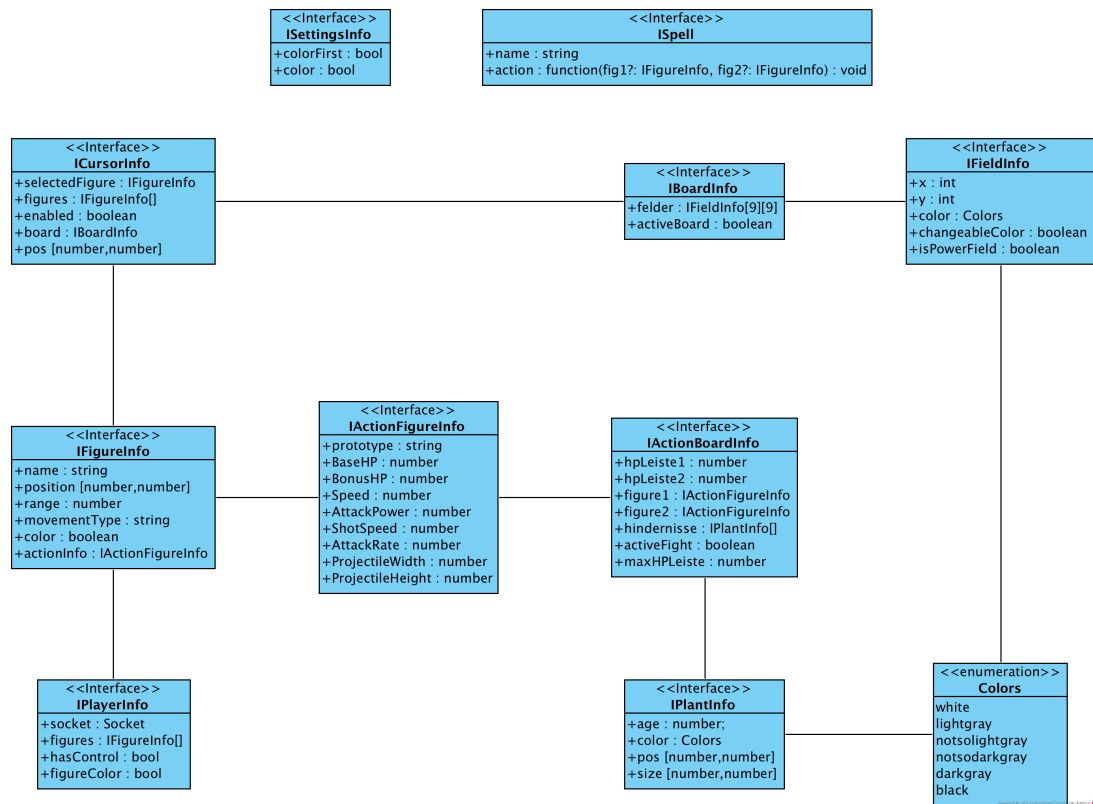 <<Interface>>
ISettingsInfo
+colorFirst : bool
+color : bool
<<Interface>>
ISpell
+name : string
+action : function(fig1?: IFigureInfo, fig2?: IFigureInfo) : void
<<Interface>>
ICursorInfo
+selectedFigure : IFigureInfo
+figures : IFigureInfo[]
+enabled : boolean
+board : IBoardInfo
+pos [number,number]
<<Interface>>
IBoardInfo
+felder : IFieldInfo[9][9]
+activeBoard : boolean
<<Interface>>
IFieldInfo
+x : int
+y : int
+color : Colors
+changeableColor : boolean
+isPowerField : boolean
<<Interface>>
IFigureInfo
+name : string
+position [number,number]
+range : number
+movementType : string
+color : boolean
+actionInfo : IActionFigureInfo
<<Interface>>
IActionFigureInfo
+prototype : string
+BaseHP : number
+BonusHP : number
+Speed : number
+AttackPower : number
+ShotSpeed : number
+AttackRate : number
+ProjectileWidth : number
+ProjectileHeight : number
<<Interface>>
IActionBoardInfo
+hpLeiste1 : number
+hpLeiste2 : number
+figure1 : IActionFigureInfo
+figure2 : IActionFigureInfo
+hindernisse : IPlantInfo[]
+activeFight : boolean
+maxHPLeiste : number
<<Interface>>
IPlayerInfo
+socket : Socket
+figures : IFigureInfo[]
+hasControl : bool
+figureColor : bool
<<Interface>>
IPlantInfo
+age : number;
+color : Colors
+pos [number,number]
+size [number,number]
<<enumeration>>
Colors
white
lightgray
notsolightgray
notsodarkgray
darkgray
black